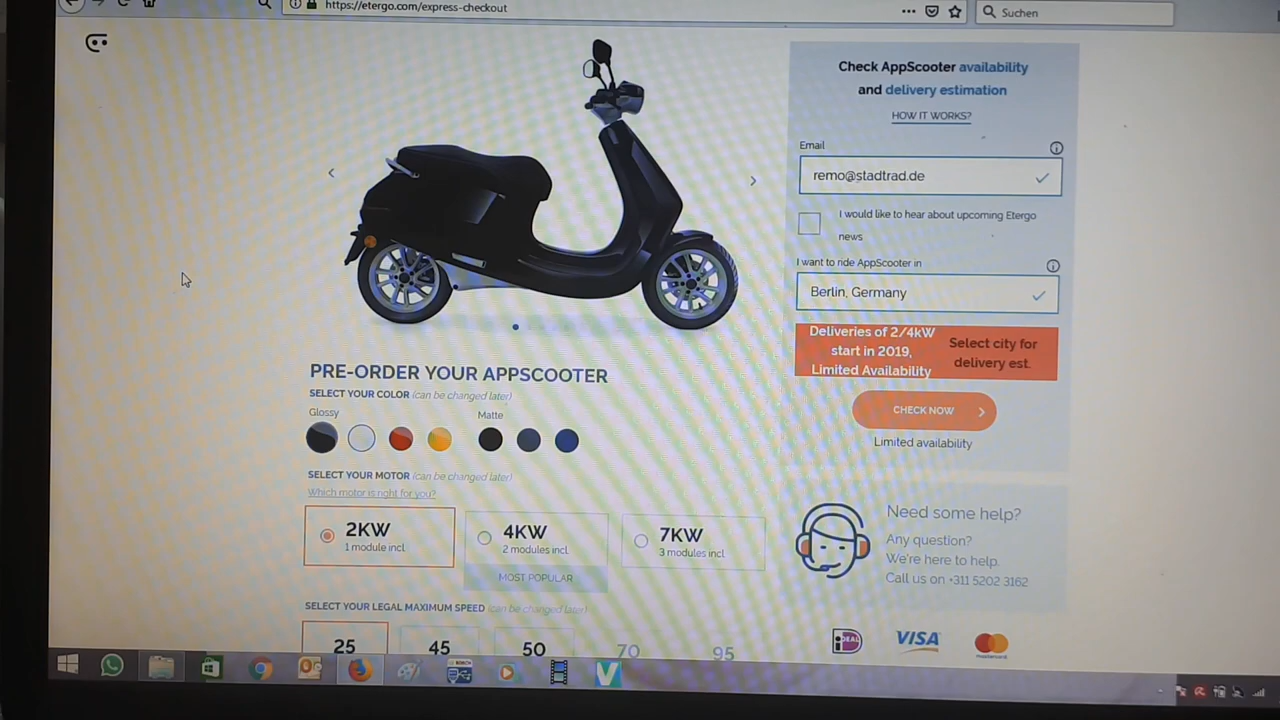 https://etergo.com/express-checkout
Suchen
Check AppScooter availability
and delivery estimation
HOW IT WORKS?
Email
remo@stadtrad.de
I would like to hear about upcoming Etergo
news
I want to ride AppScooter in
Berlin, Germany
Deliveries of 2/4kW
start in 2019,
Limited Availability
Select city for
delivery est.
CHECK NOW
Limited availability
PRE-ORDER YOUR APPSCOOTER
SELECT YOUR COLOR (can be changed later)
Glossy
Matte
SELECT YOUR MOTOR (can be changed later)
Which motor is right for you?
2KW
1 module incl.
4KW
2 modules incl.
MOST POPULAR
7KW
3 modules incl.
SELECT YOUR LEGAL MAXIMUM SPEED (can be changed later)
25 45 50 70 95
Need some help?
Any question?
We're here to help.
Call us on +311 5202 3162
iDEAL
VISA
mastercard
BOSCH